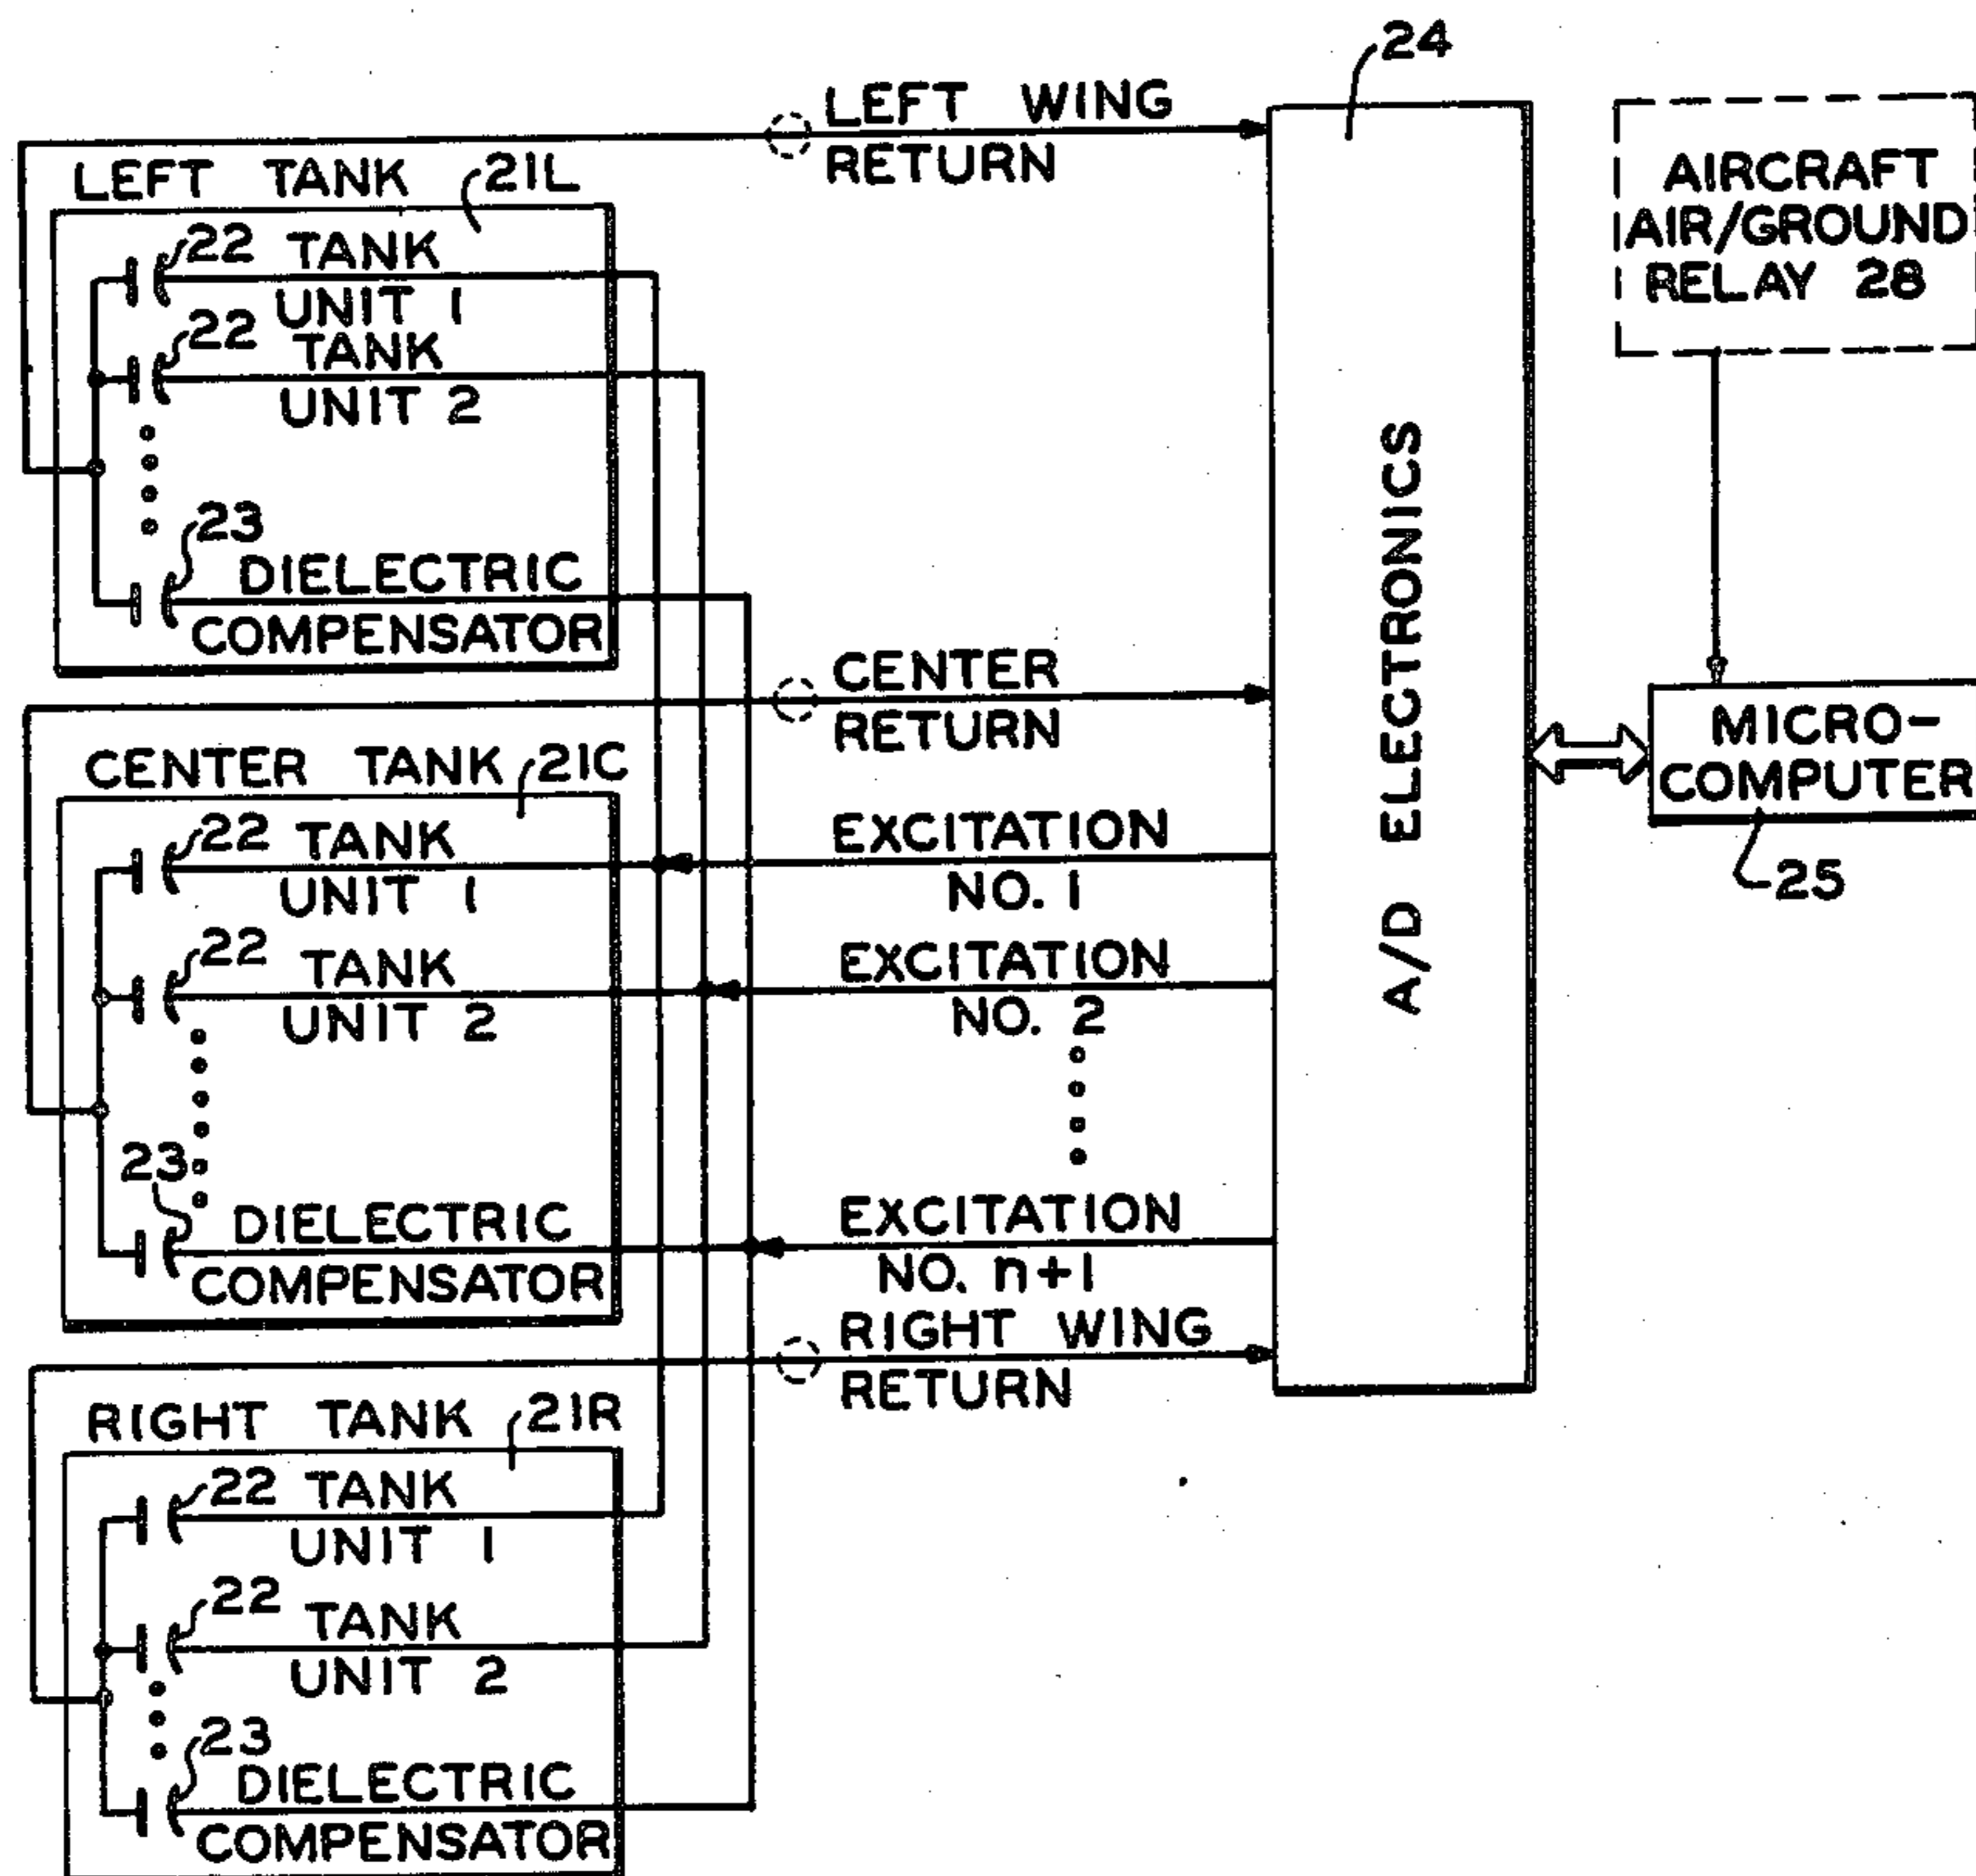 24
LEFT WING
RETURN
LEFT TANK 21L
22 TANK
UNIT 1
22 TANK
UNIT 2
23
DIELECTRIC
COMPENSATOR
CENTER
RETURN
CENTER TANK 21C
22 TANK
UNIT 1
22 TANK
UNIT 2
23
DIELECTRIC
COMPENSATOR
EXCITATION
NO. 1
EXCITATION
NO. 2
EXCITATION
NO. n+1
RIGHT WING
RETURN
RIGHT TANK 21R
22 TANK
UNIT 1
22 TANK
UNIT 2
23
DIELECTRIC
COMPENSATOR
A/D ELECTRONICS
AIRCRAFT
AIR/GROUND
RELAY 28
MICRO-
COMPUTER
25